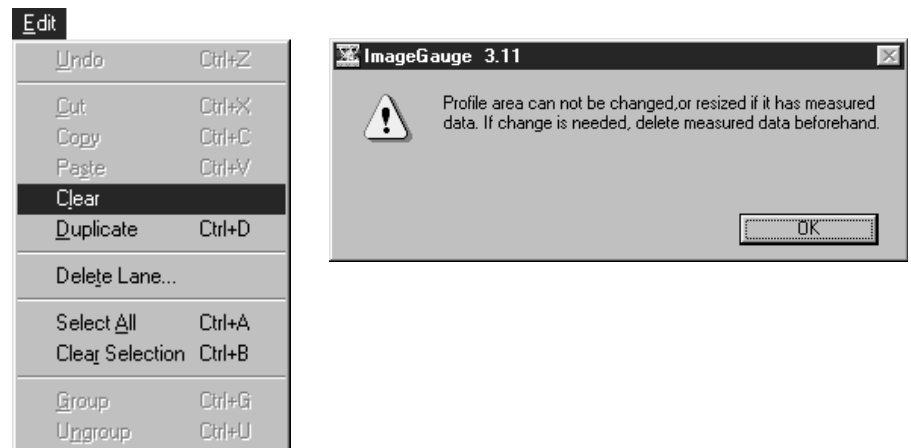 Edit
Undo Ctrl+Z
Cut Ctrl+X
Copy Ctrl+C
Paste Ctrl+V
Clear
Duplicate Ctrl+D
Delete Lane...
Select All Ctrl+A
Clear Selection Ctrl+B
Group Ctrl+G
Ungroup Ctrl+U
ImageGauge 3.11
Profile area can not be changed,or resized if it has measured
data. If change is needed, delete measured data beforehand.
OK